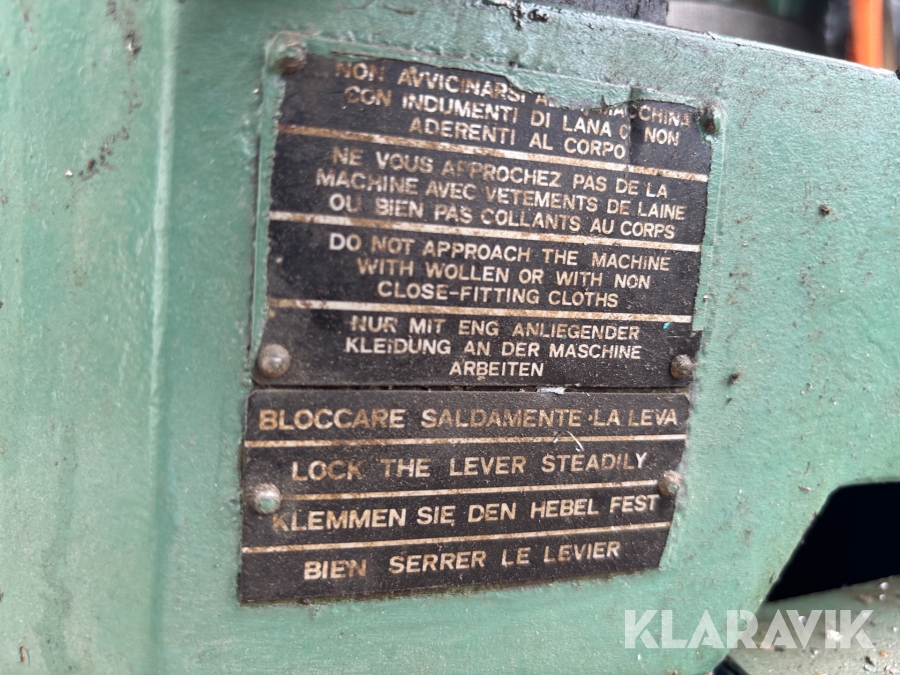 NON AVVICINARSI MACCHINA
CON INDUMENTI DI LANA O NON
ADERENTI AL CORPO
NE VOUS APPROCHEZ PAS DE LA
MACHINE AVEC VETEMENTS DE LAINE
OU BIEN PAS COLLANTS AU CORPS
DO NOT APPROACH THE MACHINE
WITH WOLLEN OR WITH NON
CLOSE-FITTING CLOTHS
NUR MIT ENG ANLIEGENDER
KLEIDUNG AN DER MASCHINE
ARBEITEN
BLOCCARE SALDAMENTE·LA LEVA
LOCK THE LEVER STEADILY
KLEMMEN SIE DEN HEBEL FEST
BIEN SERRER LE LEVIER
KLARAVIK